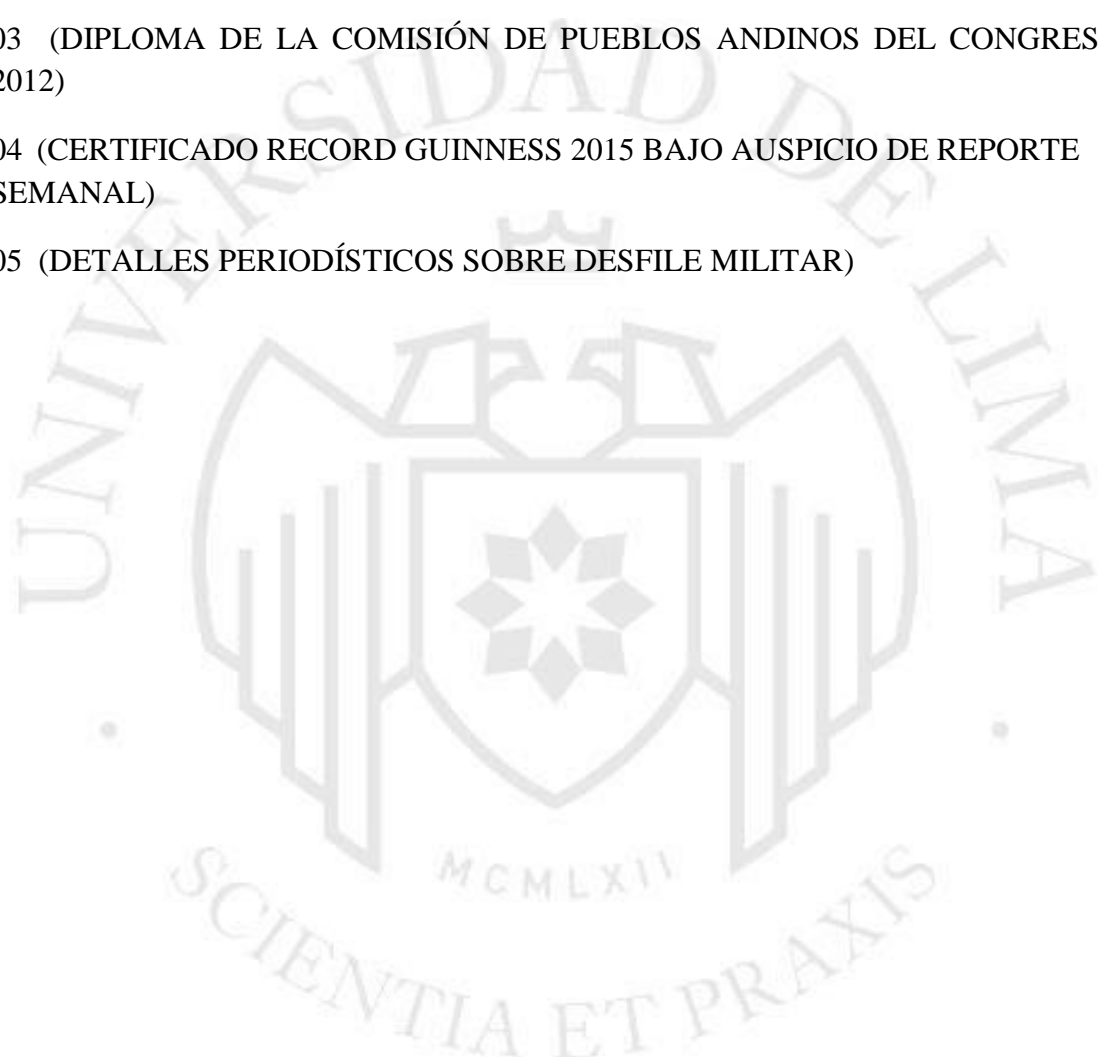 03 (DIPLOMA DE LA COMISIÓN DE PUEBLOS ANDINOS DEL CONGRES
2012)
04 (CERTIFICADO RECORD GUINNESS 2015 BAJO AUSPICIO DE REPORTE
SEMANAL)
05 (DETALLES PERIODÍSTICOS SOBRE DESFILE MILITAR)
UNIVERSIDAD DE LIMA
MCMLXII
SCIENTIA ET PRAXIS